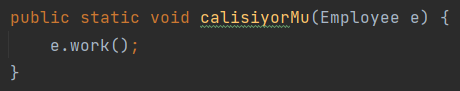 public static void calisiyorMu(Employee e) {
    e.work();
}